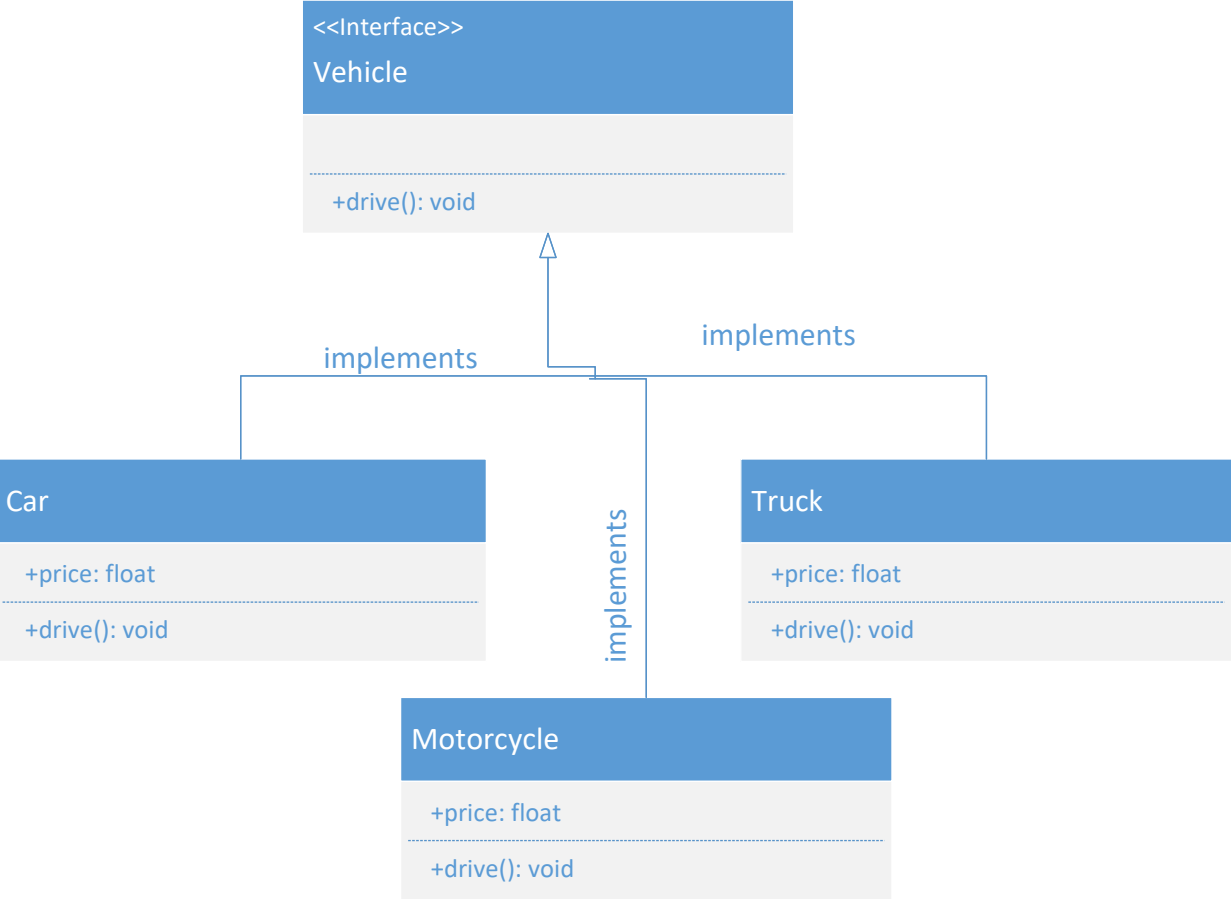 <<Interface>>
Vehicle
+drive(): void
implements
implements
Car
+price: float
+drive(): void
implements
Truck
+price: float
+drive(): void
Motorcycle
+price: float
+drive(): void